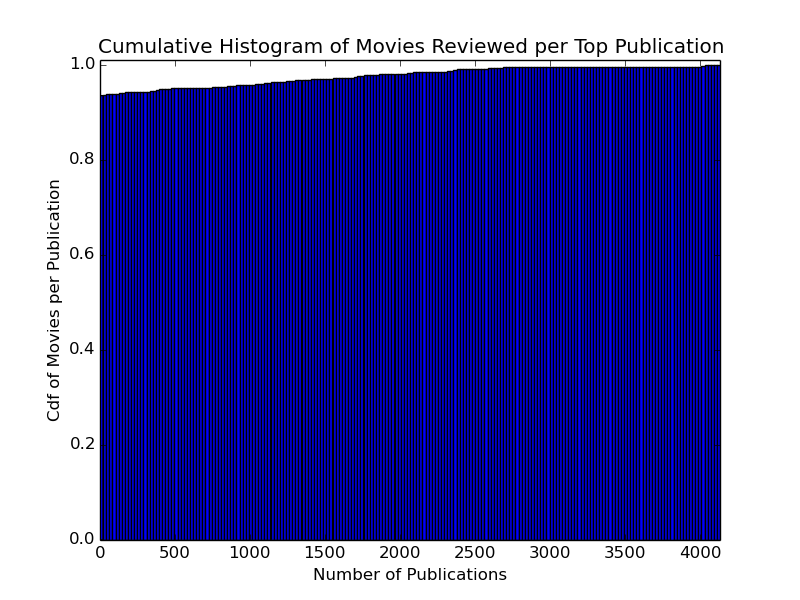 Cumulative Histogram of Movies Reviewed per Top Publication
1.0
0.8
0.6
0.4
0.2
0.0
Cdf of Movies per Publication
0 500 1000 1500 2000 2500 3000 3500 4000
Number of Publications